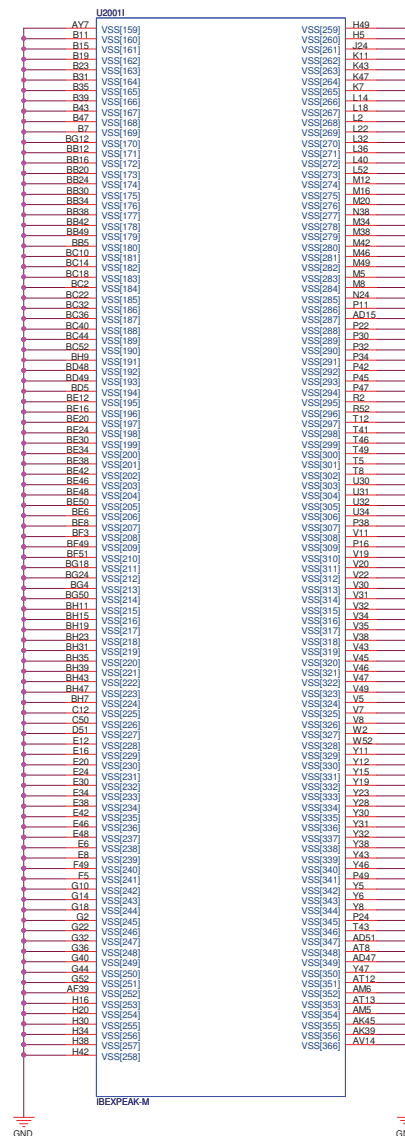 U2001I
AY7 VSS[159] VSS[259] H49
B11 VSS[160] VSS[260] H5
B15 VSS[161] VSS[261] J24
B19 VSS[162] VSS[262] K11
B23 VSS[163] VSS[263] K43
B31 VSS[164] VSS[264] K47
B35 VSS[165] VSS[265] K7
B39 VSS[166] VSS[266] L14
B43 VSS[167] VSS[267] L18
B47 VSS[168] VSS[268] L2
B7 VSS[169] VSS[269] L22
BG12 VSS[170] VSS[270] L32
BB12 VSS[171] VSS[271] L36
BB16 VSS[172] VSS[272] L40
BB20 VSS[173] VSS[273] L52
BB24 VSS[174] VSS[274] M12
BB30 VSS[175] VSS[275] M16
BB34 VSS[176] VSS[276] M20
BB38 VSS[177] VSS[277] N38
BB42 VSS[178] VSS[278] M34
BB49 VSS[179] VSS[279] M38
BB5 VSS[180] VSS[280] M42
BC10 VSS[181] VSS[281] M46
BC14 VSS[182] VSS[282] M49
BC18 VSS[183] VSS[283] M5
BC2 VSS[184] VSS[284] M8
BC22 VSS[185] VSS[285] N24
BC32 VSS[186] VSS[286] P11
BC36 VSS[187] VSS[287] AD15
BC40 VSS[188] VSS[288] P22
BC44 VSS[189] VSS[289] P30
BC52 VSS[190] VSS[290] P32
BH9 VSS[191] VSS[291] P34
BD48 VSS[192] VSS[292] P42
BD49 VSS[193] VSS[293] P45
BD5 VSS[194] VSS[294] P47
BE12 VSS[195] VSS[295] R2
BE16 VSS[196] VSS[296] R52
BE20 VSS[197] VSS[297] T12
BE24 VSS[198] VSS[298] T41
BE30 VSS[199] VSS[299] T46
BE34 VSS[200] VSS[300] T49
BE38 VSS[201] VSS[301] T5
BE42 VSS[202] VSS[302] T8
BE46 VSS[203] VSS[303] U30
BE48 VSS[204] VSS[304] U31
BE50 VSS[205] VSS[305] U32
BE6 VSS[206] VSS[306] U34
BE8 VSS[207] VSS[307] P38
BF3 VSS[208] VSS[308] V11
BF49 VSS[209] VSS[309] P16
BF51 VSS[210] VSS[310] V19
BG18 VSS[211] VSS[311] V20
BG24 VSS[212] VSS[312] V22
BG4 VSS[213] VSS[313] V30
BG50 VSS[214] VSS[314] V31
BH11 VSS[215] VSS[315] V32
BH15 VSS[216] VSS[316] V34
BH19 VSS[217] VSS[317] V35
BH23 VSS[218] VSS[318] V38
BH31 VSS[219] VSS[319] V43
BH35 VSS[220] VSS[320] V45
BH39 VSS[221] VSS[321] V46
BH43 VSS[222] VSS[322] V47
BH47 VSS[223] VSS[323] V49
BH7 VSS[224] VSS[324] V5
C12 VSS[225] VSS[325] V7
C50 VSS[226] VSS[326] V8
D51 VSS[227] VSS[327] W2
E12 VSS[228] VSS[328] W52
E16 VSS[229] VSS[329] Y11
E20 VSS[230] VSS[330] Y12
E24 VSS[231] VSS[331] Y15
E30 VSS[232] VSS[332] Y19
E34 VSS[233] VSS[333] Y23
E38 VSS[234] VSS[334] Y28
E42 VSS[235] VSS[335] Y30
E46 VSS[236] VSS[336] Y31
E48 VSS[237] VSS[337] Y32
E6 VSS[238] VSS[338] Y38
E8 VSS[239] VSS[339] Y43
F49 VSS[240] VSS[340] Y46
F5 VSS[241] VSS[341] P49
G10 VSS[242] VSS[342] Y5
G14 VSS[243] VSS[343] Y6
G18 VSS[244] VSS[344] Y8
G2 VSS[245] VSS[345] P24
G22 VSS[246] VSS[346] T43
G32 VSS[247] VSS[347] AD51
G36 VSS[248] VSS[348] AT8
G40 VSS[249] VSS[349] AD47
G44 VSS[250] VSS[350] Y47
G52 VSS[251] VSS[351] AT12
AF39 VSS[252] VSS[352] AM6
H16 VSS[253] VSS[353] AT13
H20 VSS[254] VSS[354] AM5
H30 VSS[255] VSS[355] AK45
H34 VSS[256] VSS[356] AK39
H38 VSS[257] VSS[366] AV14
H42 VSS[258]
IBEXPEAK-M
GND